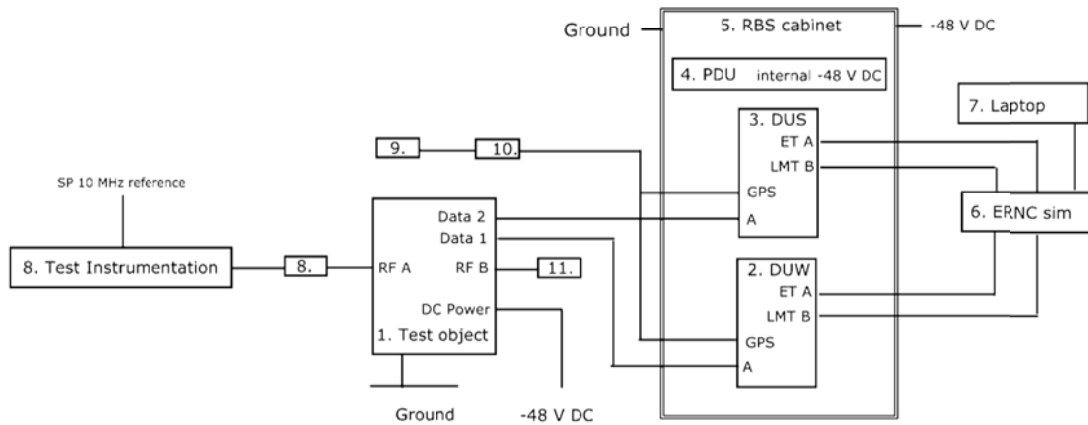 Ground
5. RBS cabinet
-48 V DC
4. PDU internal -48 V DC
7. Laptop
3. DUS
ET A
LMT B
GPS
A
9.
10.
SP 10 MHz reference
6. ERNC sim
Data 2
Data 1
8. Test Instrumentation
8.
RF A
RF B
11.
DC Power
1. Test object
2. DUW
ET A
LMT B
GPS
A
Ground
-48 V DC